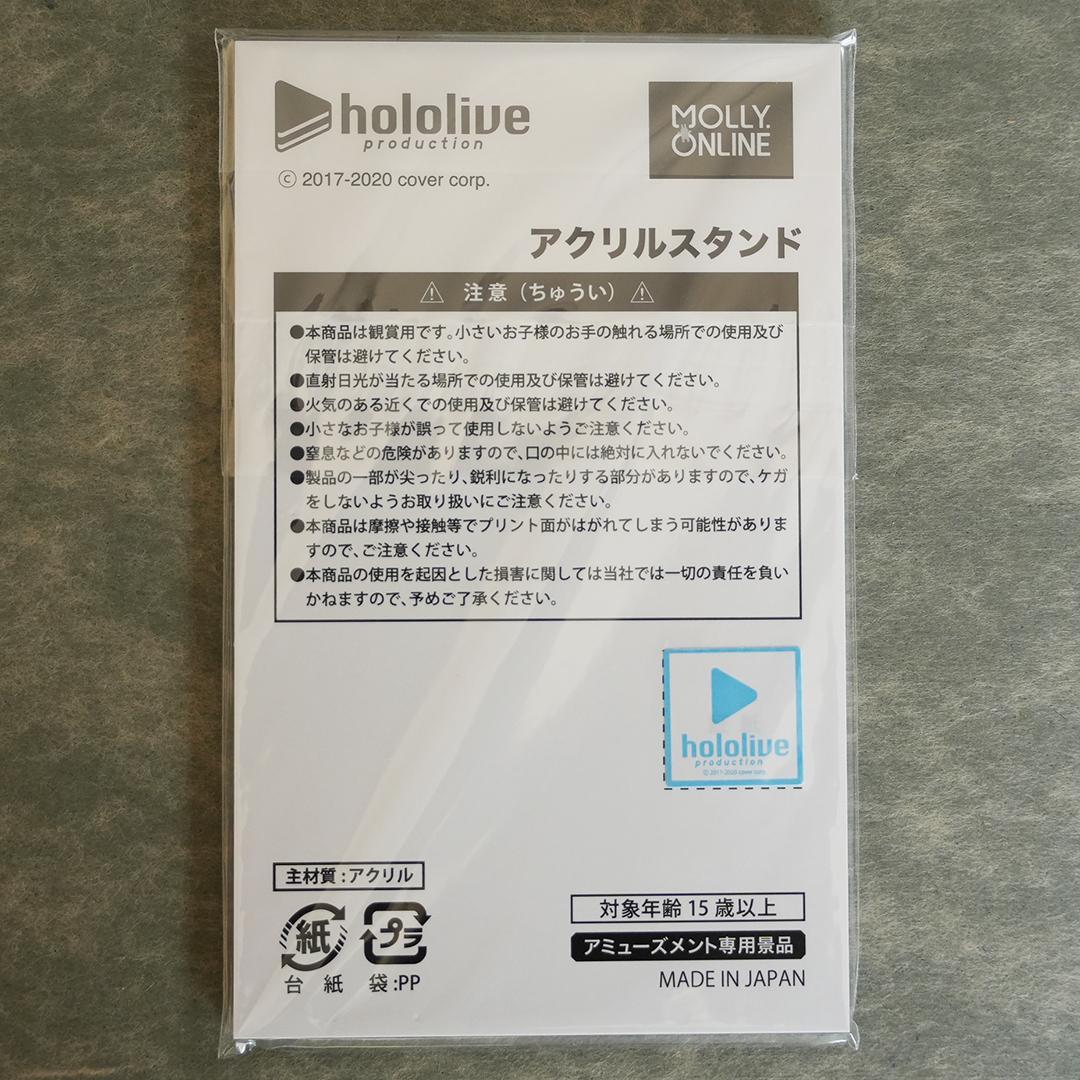 hololive
production
© 2017-2020 cover corp.
MOLLY.
ONLINE
アクリルスタンド
⚠ 注意（ちゅうい） ⚠
●本商品は観賞用です。小さいお子様のお手の触れる場所での使用及び
保管は避けてください。
●直射日光が当たる場所での使用及び保管は避けてください。
●火気のある近くでの使用及び保管は避けてください。
●小さなお子様が誤って使用しないようご注意ください。
●窒息などの危険がありますので、口の中には絶対に入れないでください。
●製品の一部が尖ったり、鋭利になったりする部分がありますので、ケガ
をしないようお取り扱いにご注意ください。
●本商品は摩擦や接触等でプリント面がはがれてしまう可能性がありま
すので、ご注意ください。
●本商品の使用を起因とした損害に関しては当社では一切の責任を負い
かねますので、予めご了承ください。
hololive
production
© 2017-2020 cover corp.
主材質：アクリル
紙
プラ
台紙 袋：PP
対象年齢 15 歳以上
アミューズメント専用景品
MADE IN JAPAN